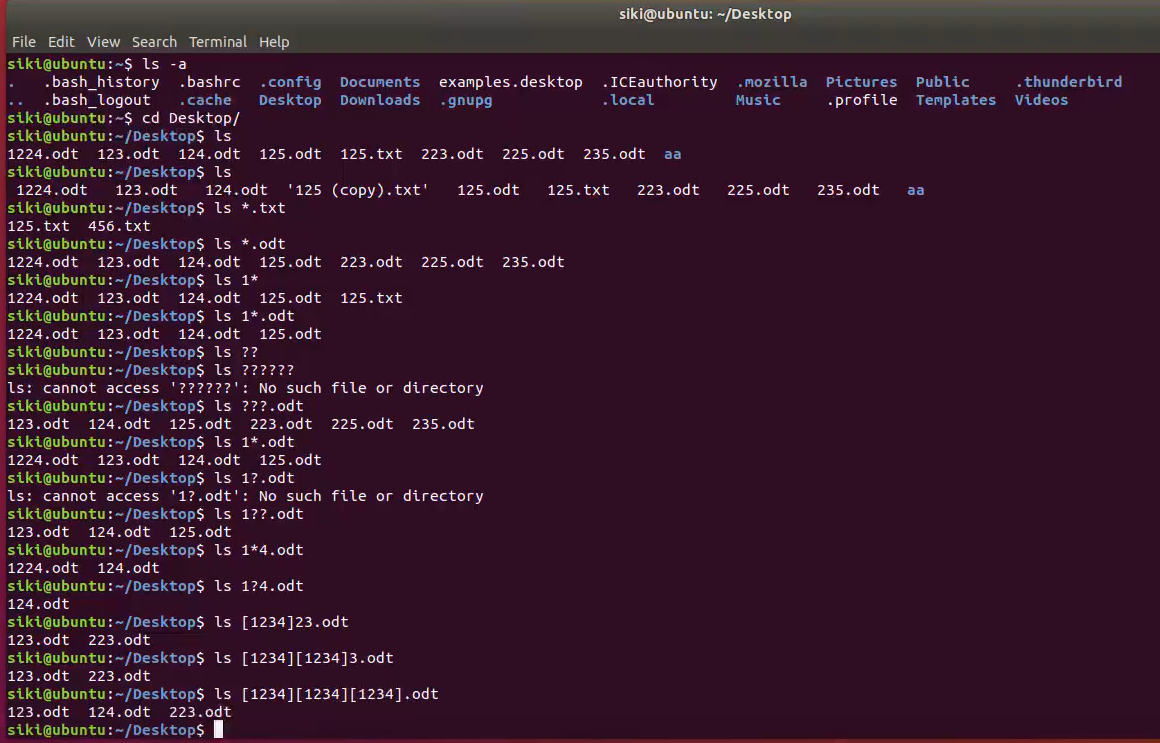 siki@ubuntu: ~/Desktop
File Edit View Search Terminal Help
siki@ubuntu:~$ ls -a
. .bash_history .bashrc .config Documents examples.desktop .ICEauthority .mozilla Pictures Public .thunderbird
.. .bash_logout .cache Desktop Downloads .gnupg .local Music .profile Templates Videos
siki@ubuntu:~$ cd Desktop/
siki@ubuntu:~/Desktop$ ls
1224.odt 123.odt 124.odt 125.odt 125.txt 223.odt 225.odt 235.odt aa
siki@ubuntu:~/Desktop$ ls
1224.odt 123.odt 124.odt '125 (copy).txt' 125.odt 125.txt 223.odt 225.odt 235.odt aa
siki@ubuntu:~/Desktop$ ls *.txt
125.txt 456.txt
siki@ubuntu:~/Desktop$ ls *.odt
1224.odt 123.odt 124.odt 125.odt 223.odt 225.odt 235.odt
siki@ubuntu:~/Desktop$ ls 1*
1224.odt 123.odt 124.odt 125.odt 125.txt
siki@ubuntu:~/Desktop$ ls 1*.odt
1224.odt 123.odt 124.odt 125.odt
siki@ubuntu:~/Desktop$ ls ??
siki@ubuntu:~/Desktop$ ls ??????
ls: cannot access '??????': No such file or directory
siki@ubuntu:~/Desktop$ ls ???.odt
123.odt 124.odt 125.odt 223.odt 225.odt 235.odt
siki@ubuntu:~/Desktop$ ls 1*.odt
1224.odt 123.odt 124.odt 125.odt
siki@ubuntu:~/Desktop$ ls 1?.odt
ls: cannot access '1?.odt': No such file or directory
siki@ubuntu:~/Desktop$ ls 1??.odt
123.odt 124.odt 125.odt
siki@ubuntu:~/Desktop$ ls 1*4.odt
1224.odt 124.odt
siki@ubuntu:~/Desktop$ ls 1?4.odt
124.odt
siki@ubuntu:~/Desktop$ ls [1234]23.odt
123.odt 223.odt
siki@ubuntu:~/Desktop$ ls [1234][1234]3.odt
123.odt 223.odt
siki@ubuntu:~/Desktop$ ls [1234][1234][1234].odt
123.odt 124.odt 223.odt
siki@ubuntu:~/Desktop$